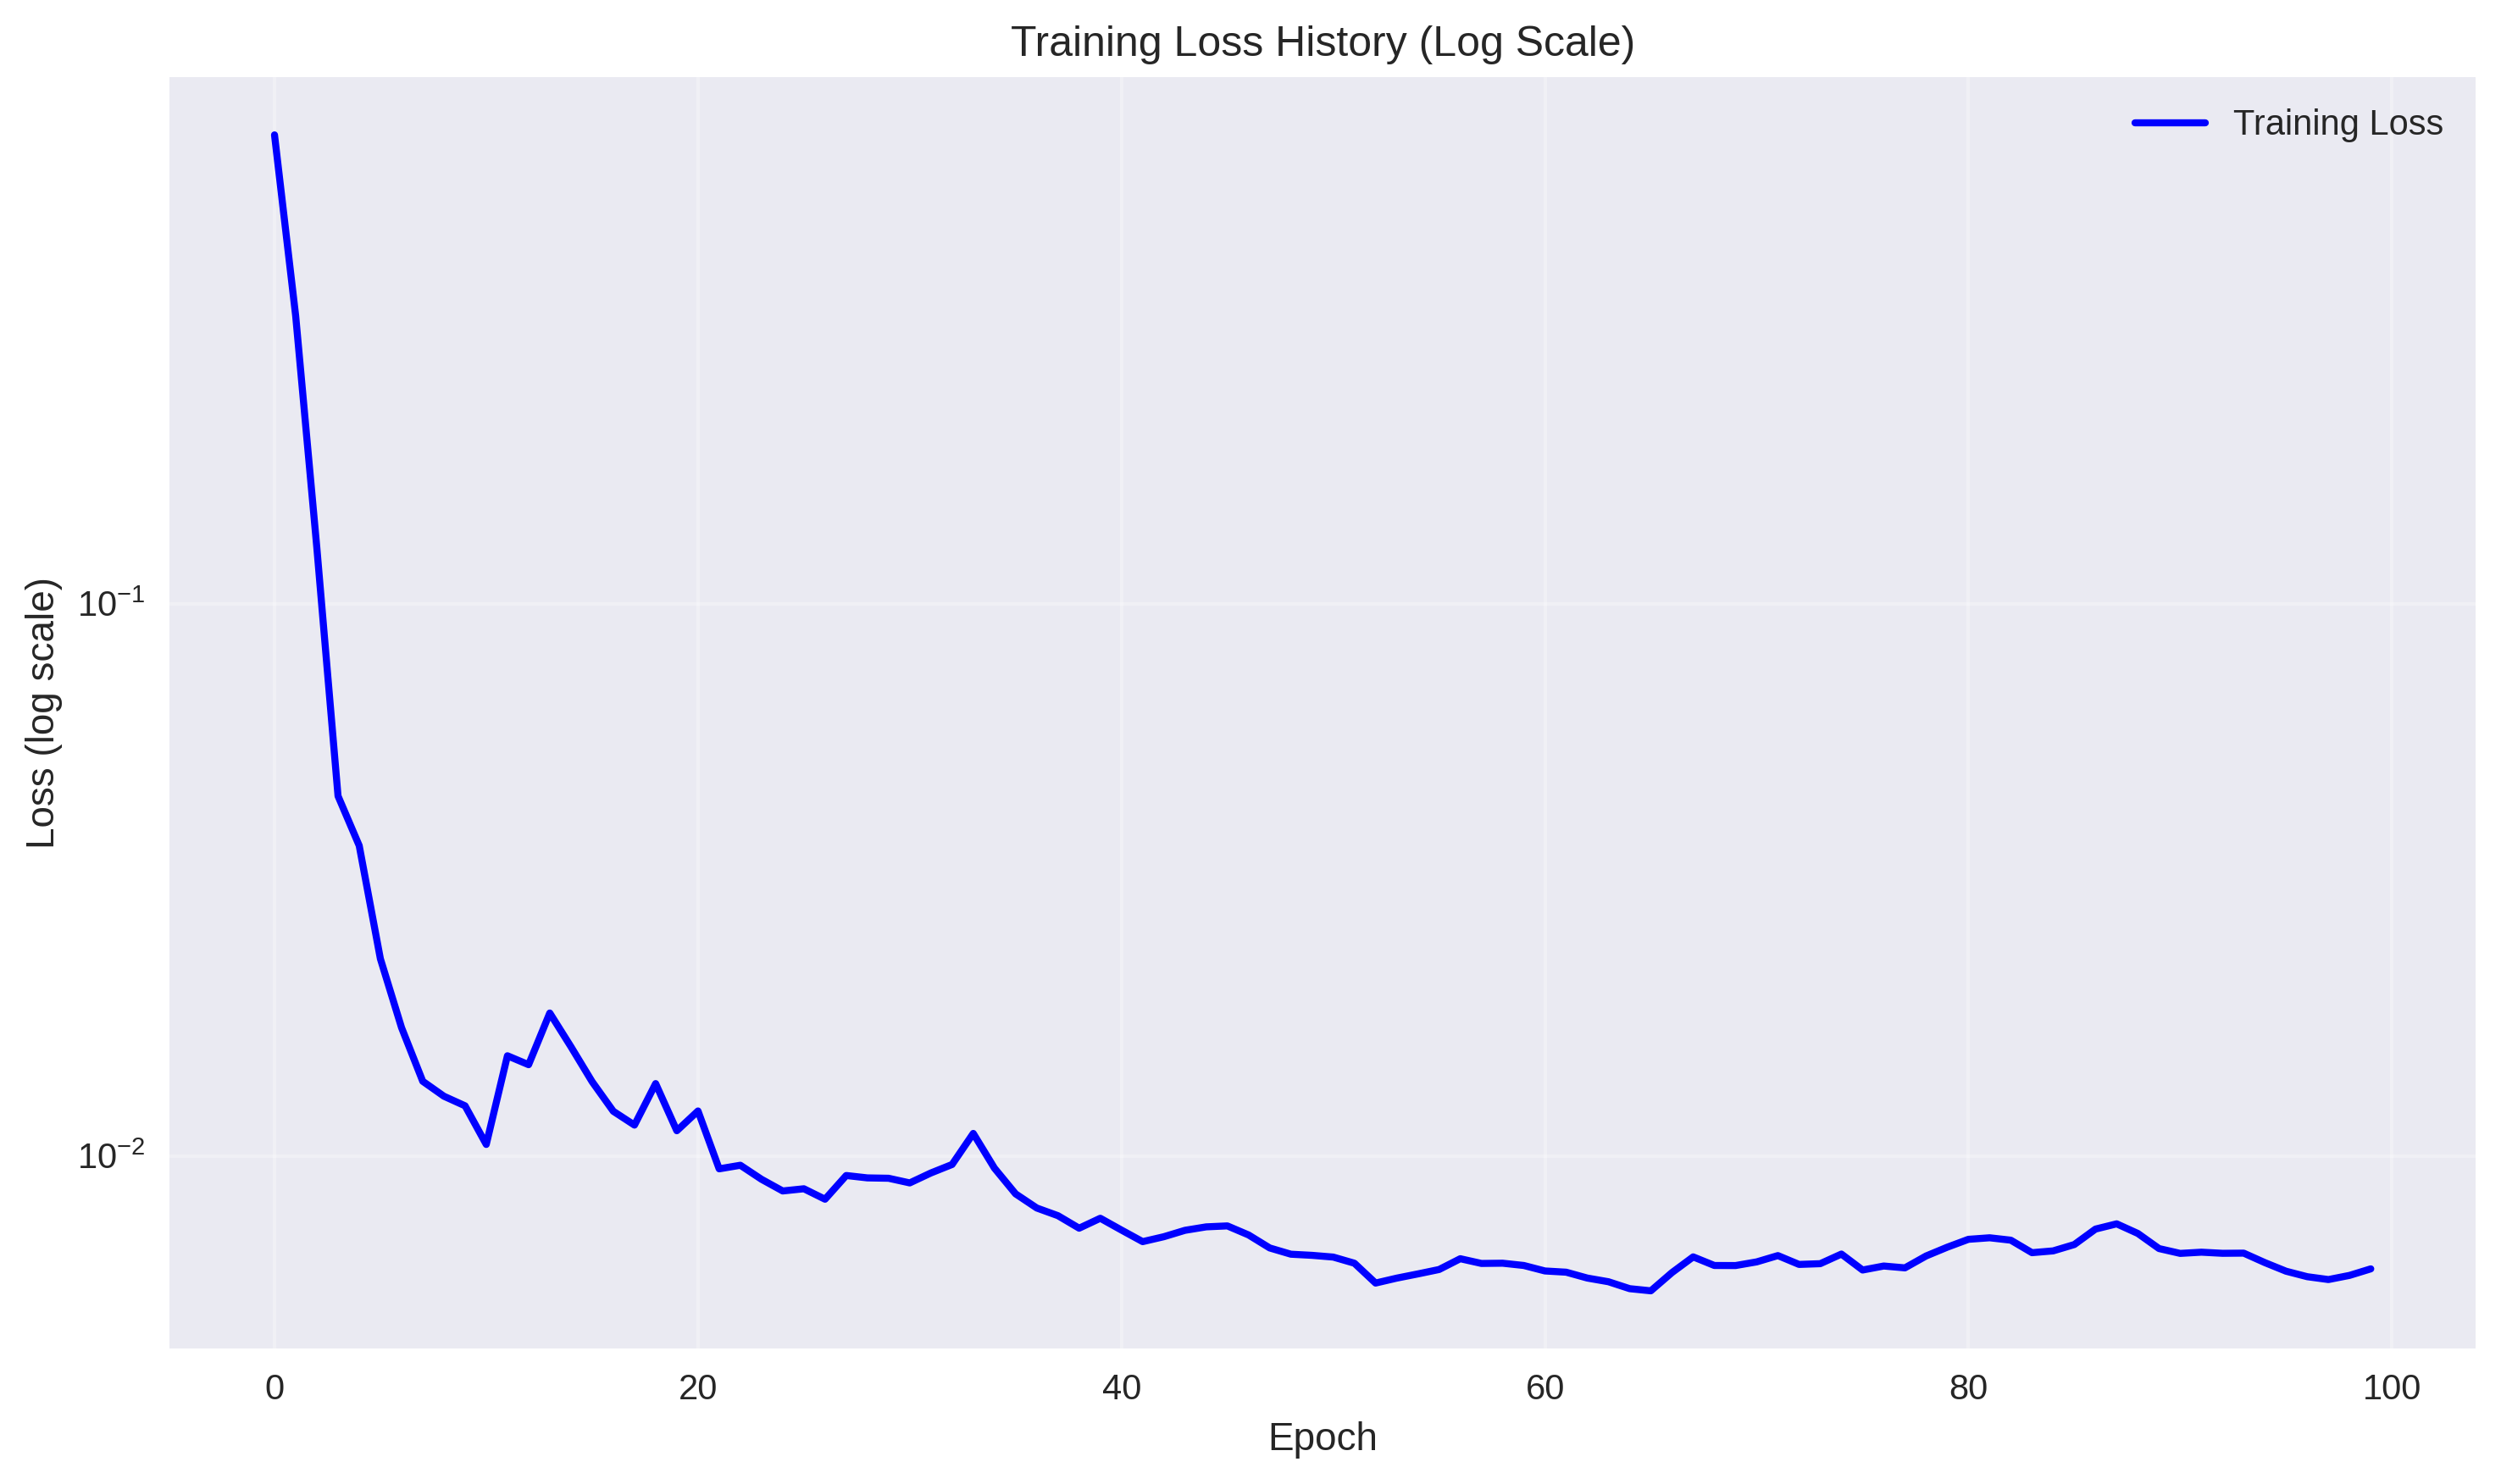 Training Loss History (Log Scale)
Training Loss
Loss (log scale)
10⁻¹
10⁻²
0 20 40 60 80 100
Epoch